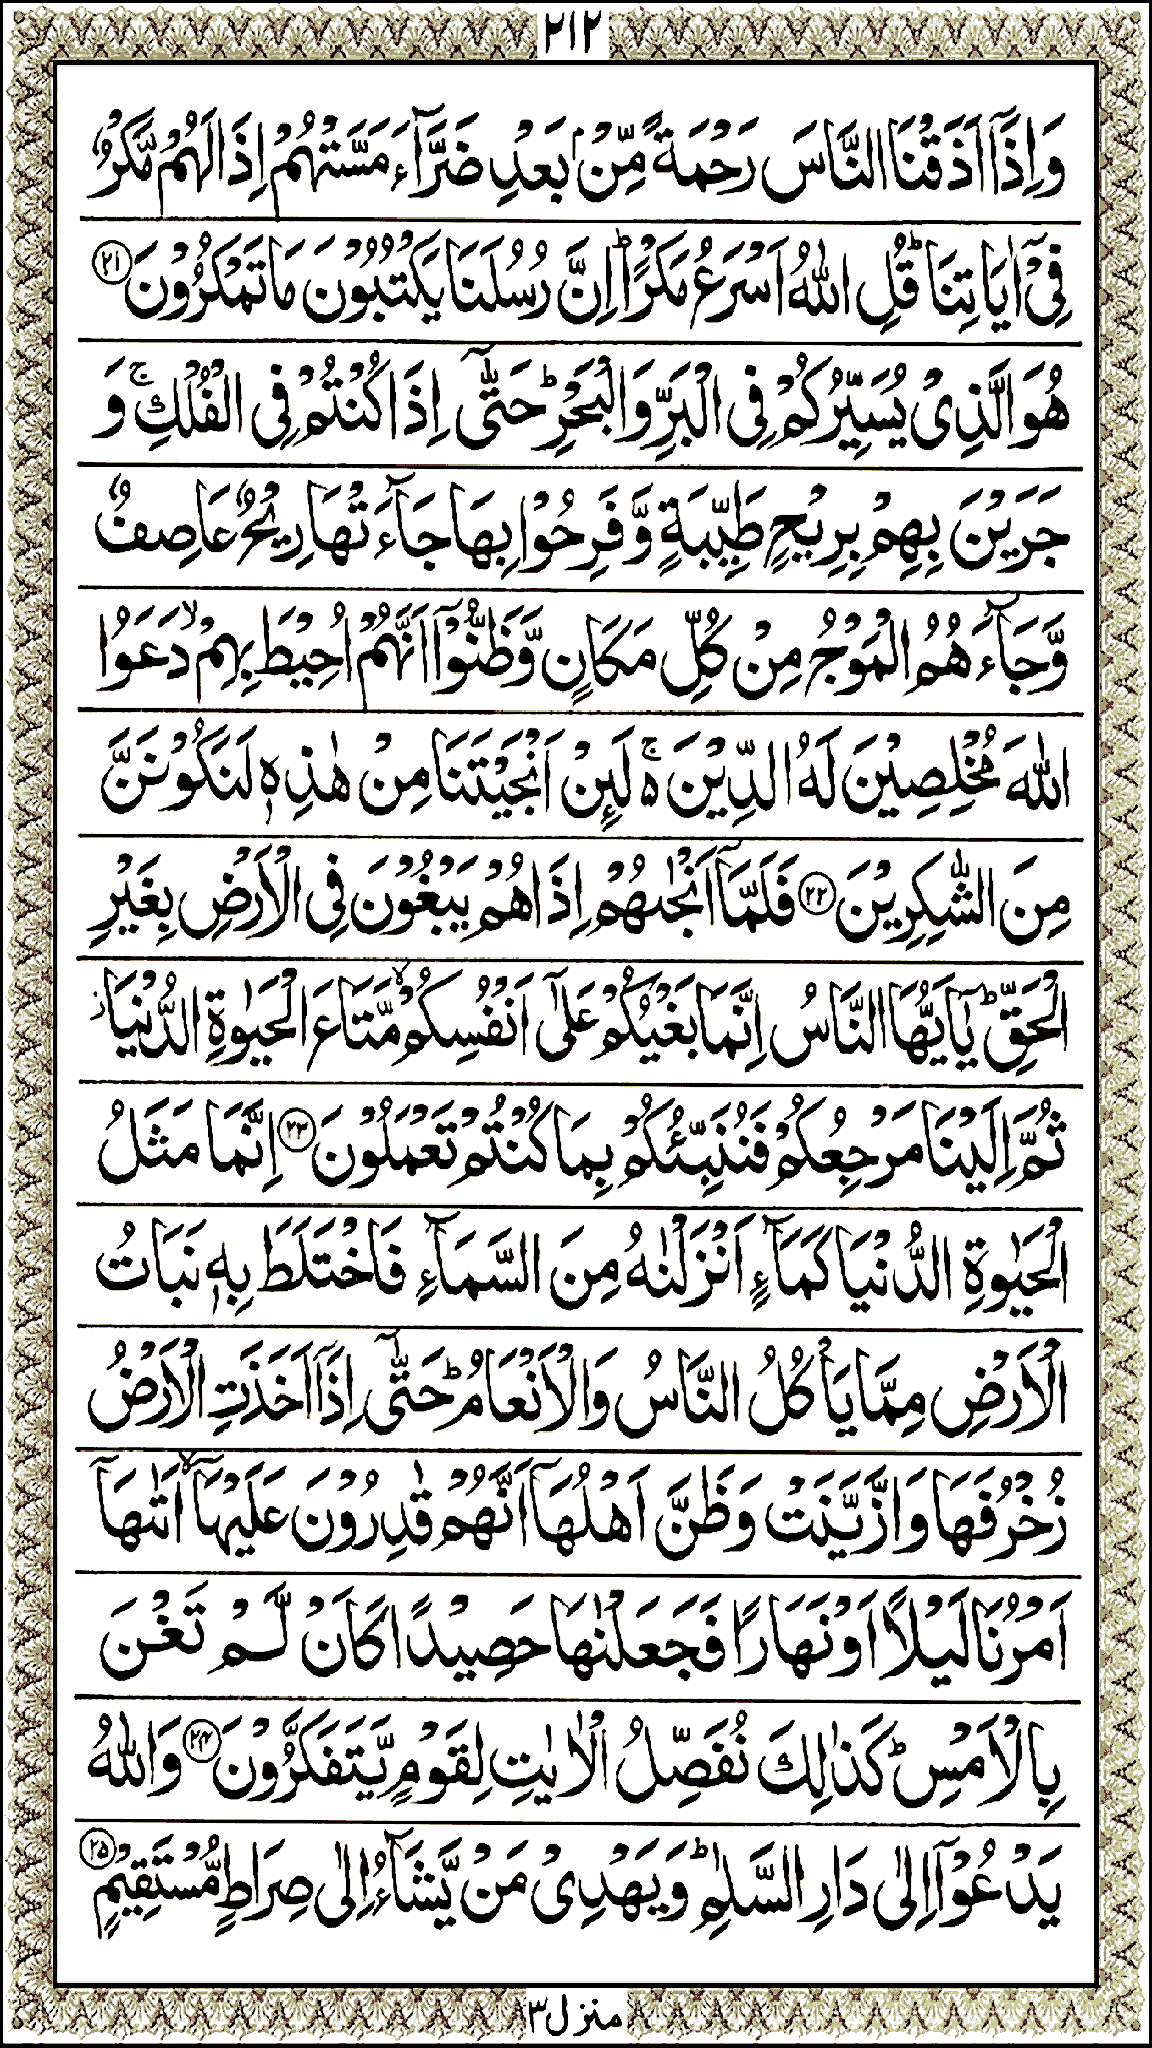 ۲۱۲
وَاِذَاۤ اَذَقْنَا النَّاسَ رَحْمَةً مِّنْۢ بَعْدِ ضَرَّآءَ مَسَّتْهُمْ اِذَا لَهُمْ مَّكْرٌ
فِیْۤ اٰيَاتِنَا ؕ قُلِ اللّٰهُ اَسْرَعُ مَكْرًا ؕ اِنَّ رُسُلَنَا يَكْتُبُوْنَ مَا تَمْكُرُوْنَ ۝۲۱
هُوَ الَّذِیْ يُسَيِّرُكُمْ فِی الْبَرِّ وَالْبَحْرِ ؕ حَتّٰۤى اِذَا كُنْتُمْ فِی الْفُلْكِ ۚ وَ
جَرَيْنَ بِهِمْ بِرِيْحٍ طَيِّبَةٍ وَّ فَرِحُوْا بِهَا جَآءَتْهَا رِيْحٌ عَاصِفٌ
وَّجَآءَهُمُ الْمَوْجُ مِنْ كُلِّ مَكَانٍ وَّظَنُّوْۤا اَنَّهُمْ اُحِيْطَ بِهِمْ ۙ دَعَوُا
اللّٰهَ مُخْلِصِيْنَ لَهُ الدِّيْنَ ۬ۚ لَئِنْ اَنْجَيْتَنَا مِنْ هٰذِهٖ لَنَكُوْنَنَّ
مِنَ الشّٰكِرِيْنَ ۝۲۲ فَلَمَّاۤ اَنْجٰىهُمْ اِذَا هُمْ يَبْغُوْنَ فِی الْاَرْضِ بِغَيْرِ
الْحَقِّ ؕ يٰۤاَيُّهَا النَّاسُ اِنَّمَا بَغْيُكُمْ عَلٰۤى اَنْفُسِكُمْ ۙ مَّتَاعَ الْحَيٰوةِ الدُّنْيَا ؗ
ثُمَّ اِلَيْنَا مَرْجِعُكُمْ فَنُنَبِّئُكُمْ بِمَا كُنْتُمْ تَعْمَلُوْنَ ۝۲۳ اِنَّمَا مَثَلُ
الْحَيٰوةِ الدُّنْيَا كَمَآءٍ اَنْزَلْنٰهُ مِنَ السَّمَآءِ فَاخْتَلَطَ بِهٖ نَبَاتُ
الْاَرْضِ مِمَّا يَاْكُلُ النَّاسُ وَالْاَنْعَامُ ؕ حَتّٰۤى اِذَاۤ اَخَذَتِ الْاَرْضُ
زُخْرُفَهَا وَازَّيَّنَتْ وَظَنَّ اَهْلُهَاۤ اَنَّهُمْ قٰدِرُوْنَ عَلَيْهَاۤ ۙ اَتٰىهَاۤ
اَمْرُنَا لَيْلًا اَوْ نَهَارًا فَجَعَلْنٰهَا حَصِيْدًا كَاَنْ لَّمْ تَغْنَ
بِالْاَمْسِ ؕ كَذٰلِكَ نُفَصِّلُ الْاٰيٰتِ لِقَوْمٍ يَّتَفَكَّرُوْنَ ۝۲۴ وَاللّٰهُ
يَدْعُوْۤا اِلٰى دَارِ السَّلٰمِ ؕ وَيَهْدِیْ مَنْ يَّشَآءُ اِلٰى صِرَاطٍ مُّسْتَقِيْمٍ ۝۲۵
منزل ۳